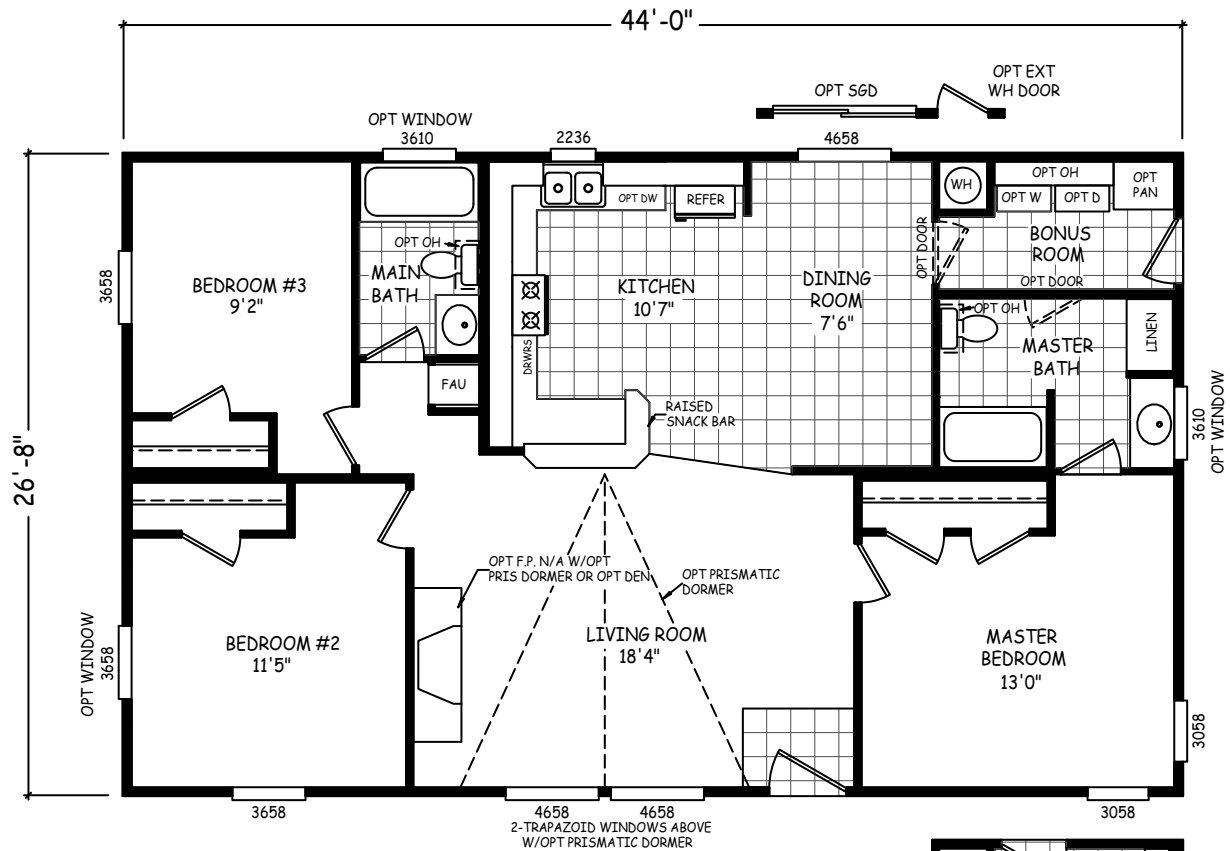 44'-0"
OPT SGD
OPT EXT
WH DOOR
OPT WINDOW
3610
2236
4658
WH
OPT OH
OPT
PAN
OPT W
OPT D
OPT DW
REFER
OPT DOOR
BONUS
ROOM
OPT DOOR
3658
BEDROOM #3
9'2"
OPT OH
MAIN
BATH
KITCHEN
10'7"
DINING
ROOM
7'6"
OPT OH
MASTER
BATH
LINEN
DRWRS
FAU
RAISED
SNACK BAR
3610
OPT WINDOW
26'-8"
OPT F.P. N/A W/OPT
PRIS DORMER OR OPT DEN
OPT PRISMATIC
DORMER
OPT WINDOW
3658
BEDROOM #2
11'5"
LIVING ROOM
18'4"
MASTER
BEDROOM
13'0"
3058
3658
4658
4658
3058
2-TRAPAZOID WINDOWS ABOVE
W/OPT PRISMATIC DORMER